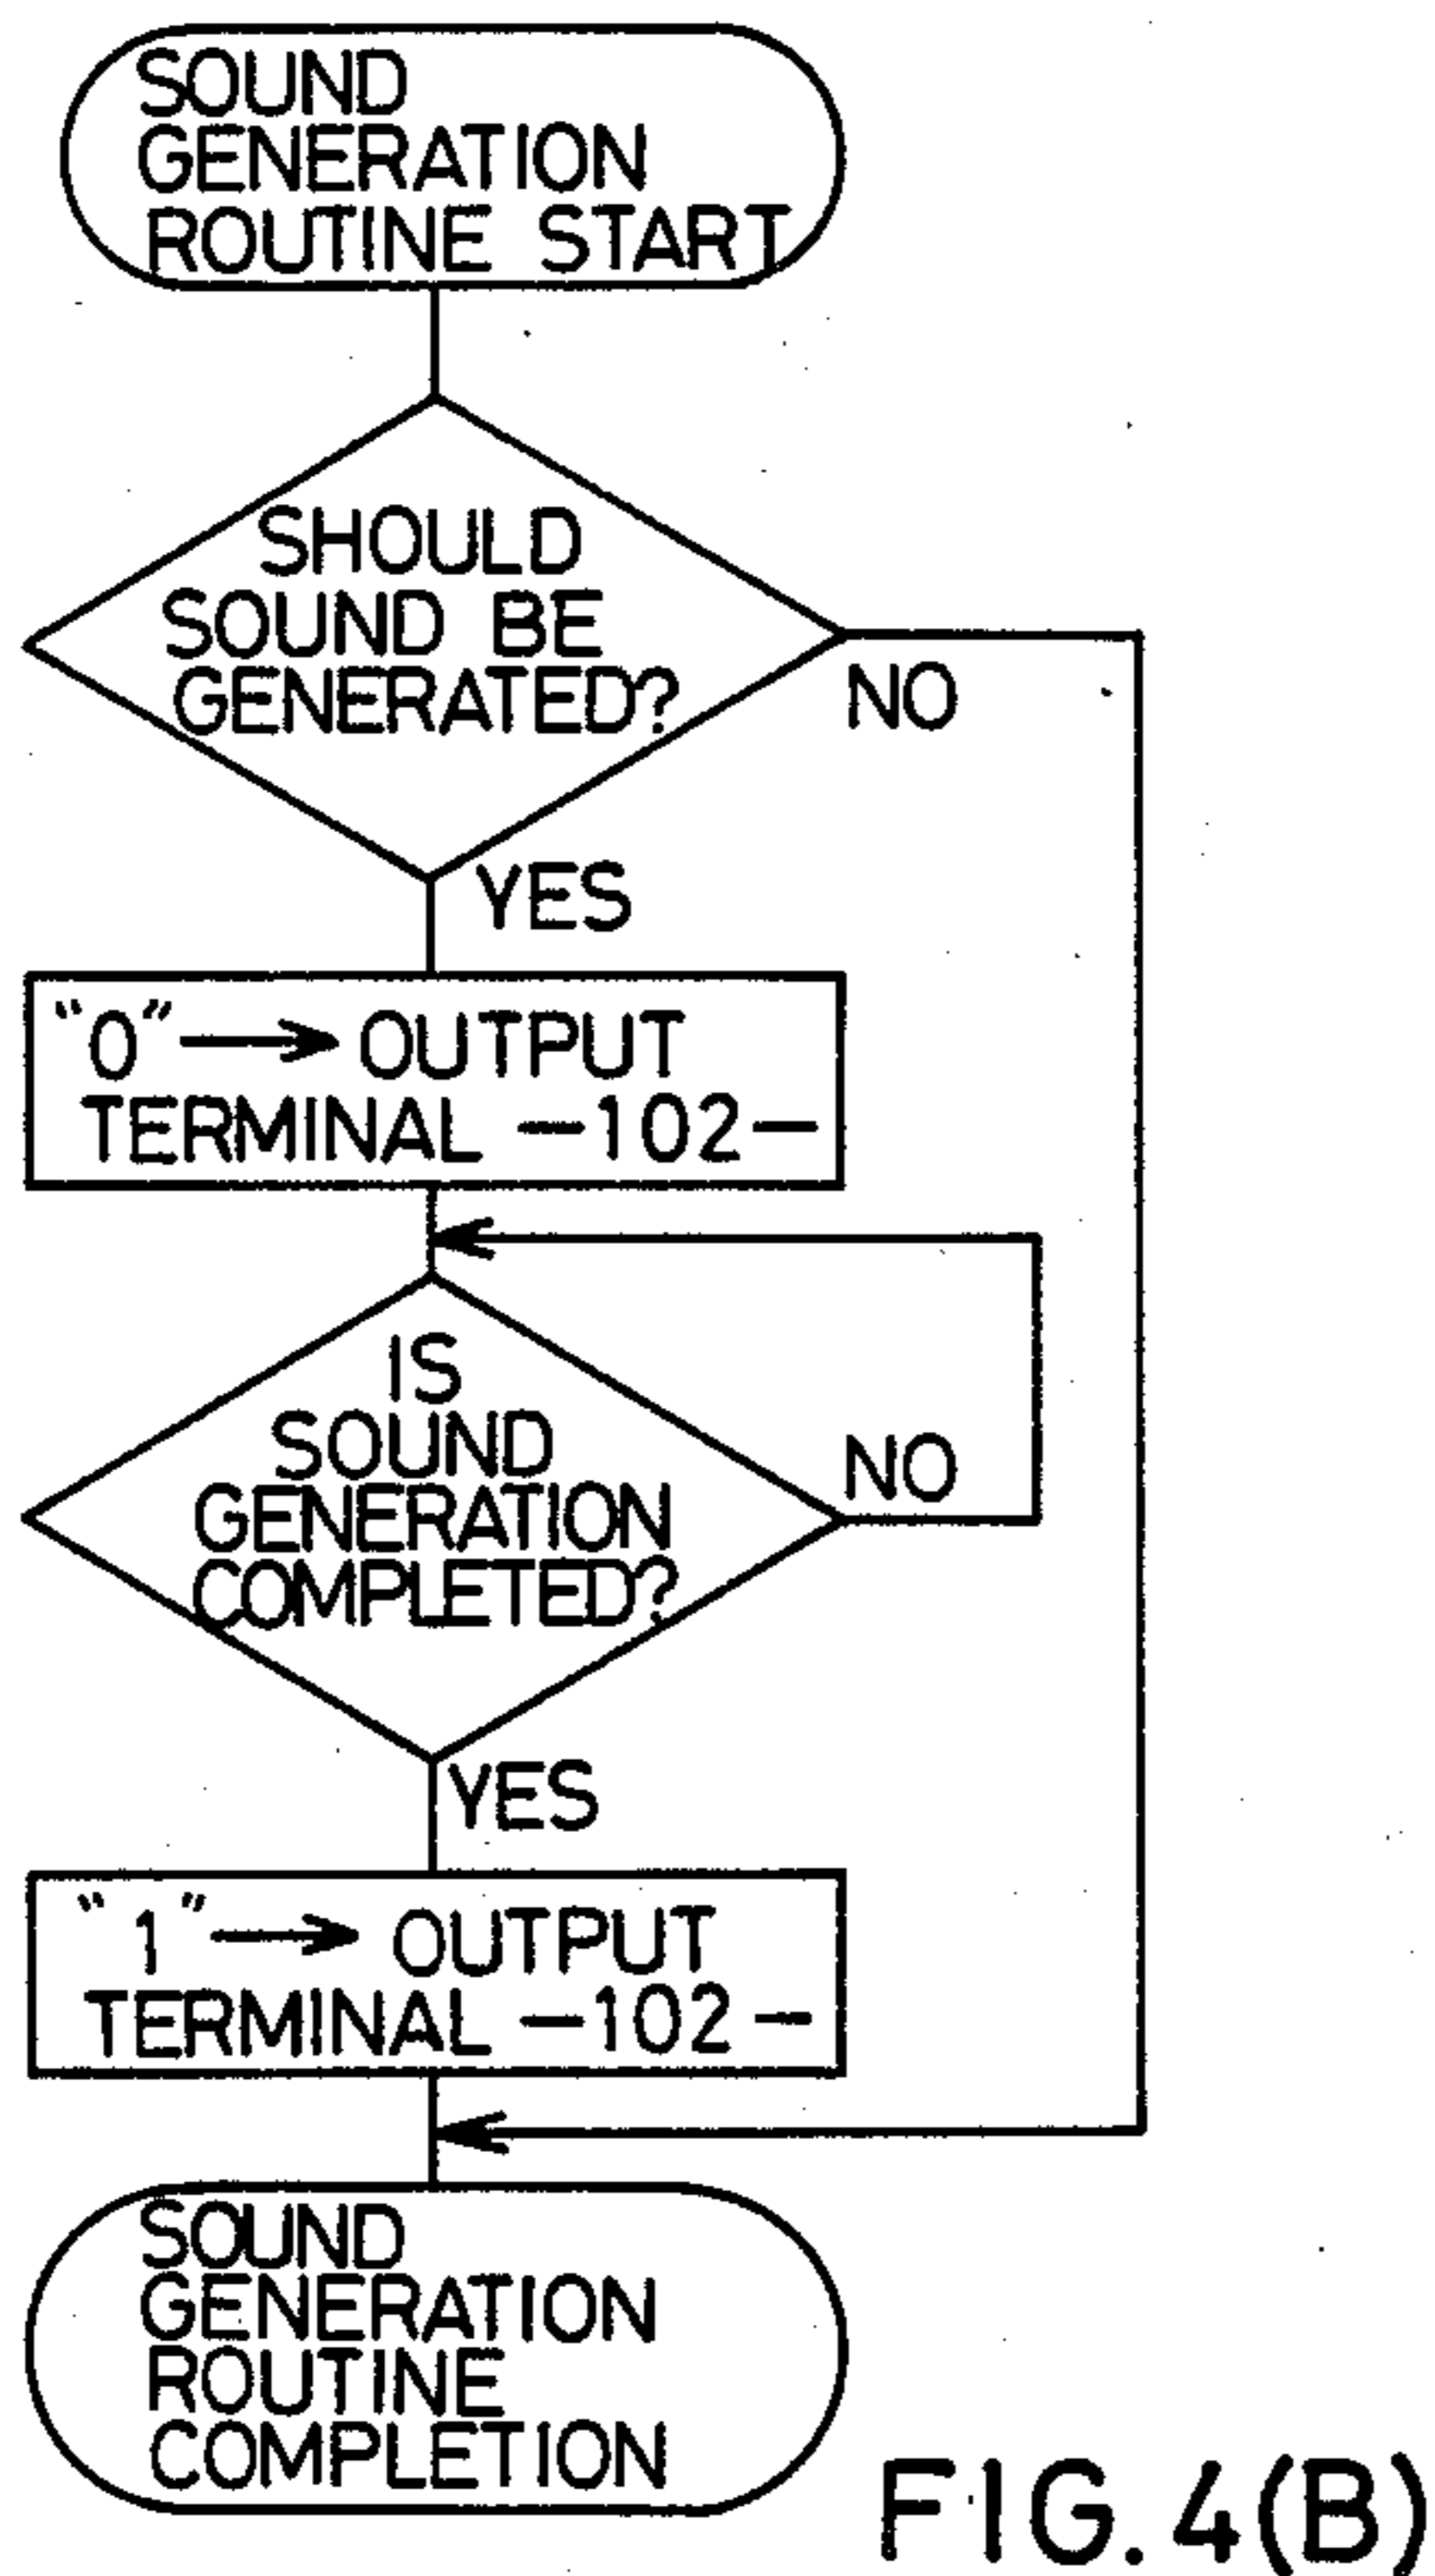 SOUND
GENERATION
ROUTINE START
SHOULD
SOUND BE
GENERATED?
NO
YES
"0"→ OUTPUT
TERMINAL -102-
IS
SOUND
GENERATION
COMPLETED?
NO
YES
"1"→ OUTPUT
TERMINAL -102-
SOUND
GENERATION
ROUTINE
COMPLETION
FIG.4(B)